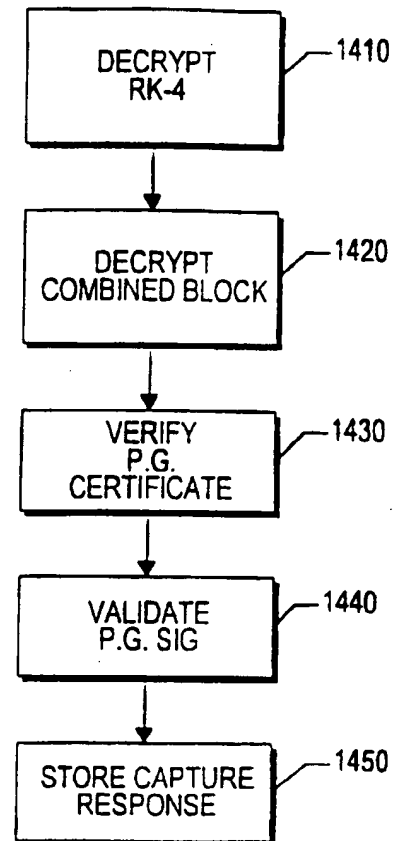 DECRYPT
RK-4
1410
DECRYPT
COMBINED BLOCK
1420
VERIFY
P.G.
CERTIFICATE
1430
VALIDATE
P.G. SIG
1440
STORE CAPTURE
RESPONSE
1450